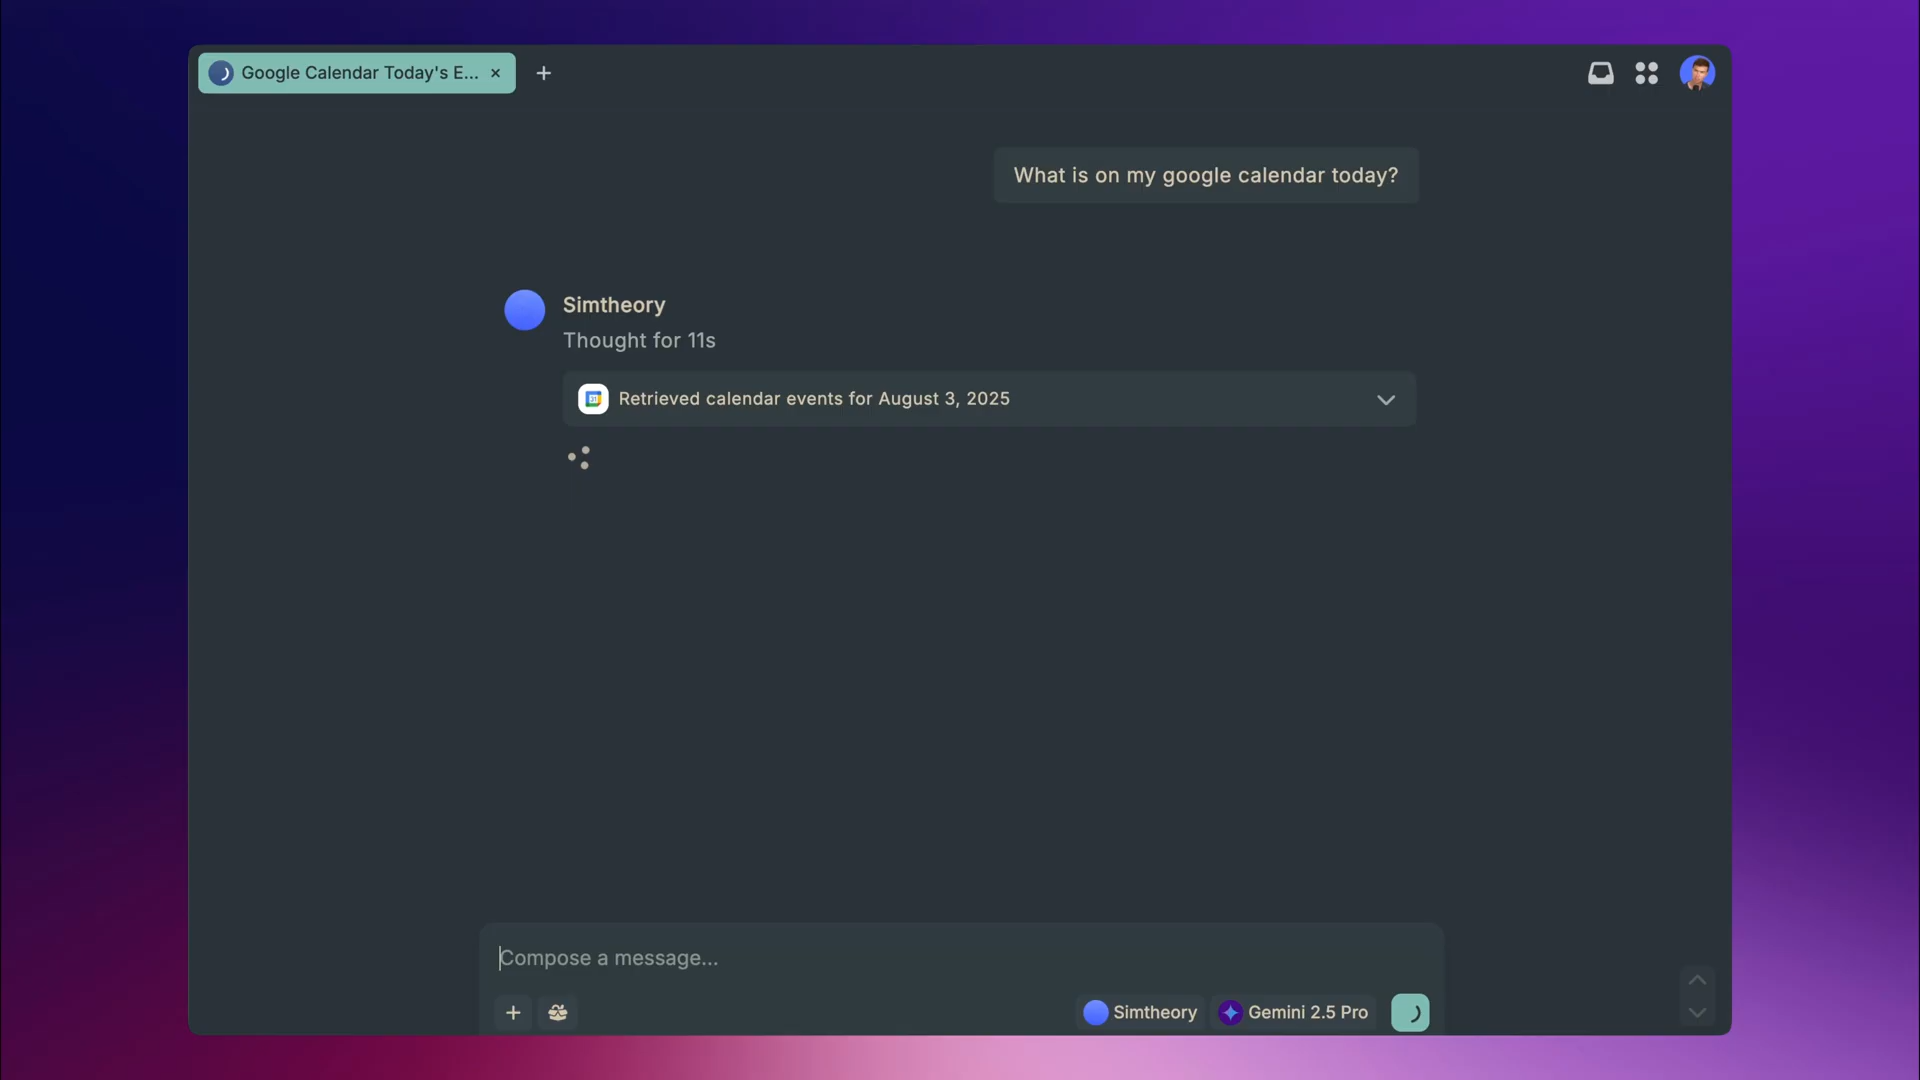 Google Calendar Today's E...
What is on my google calendar today?
Simtheory
Thought for 11s
31
Retrieved calendar events for August 3, 2025
Compose a message...
Simtheory
Gemini 2.5 Pro